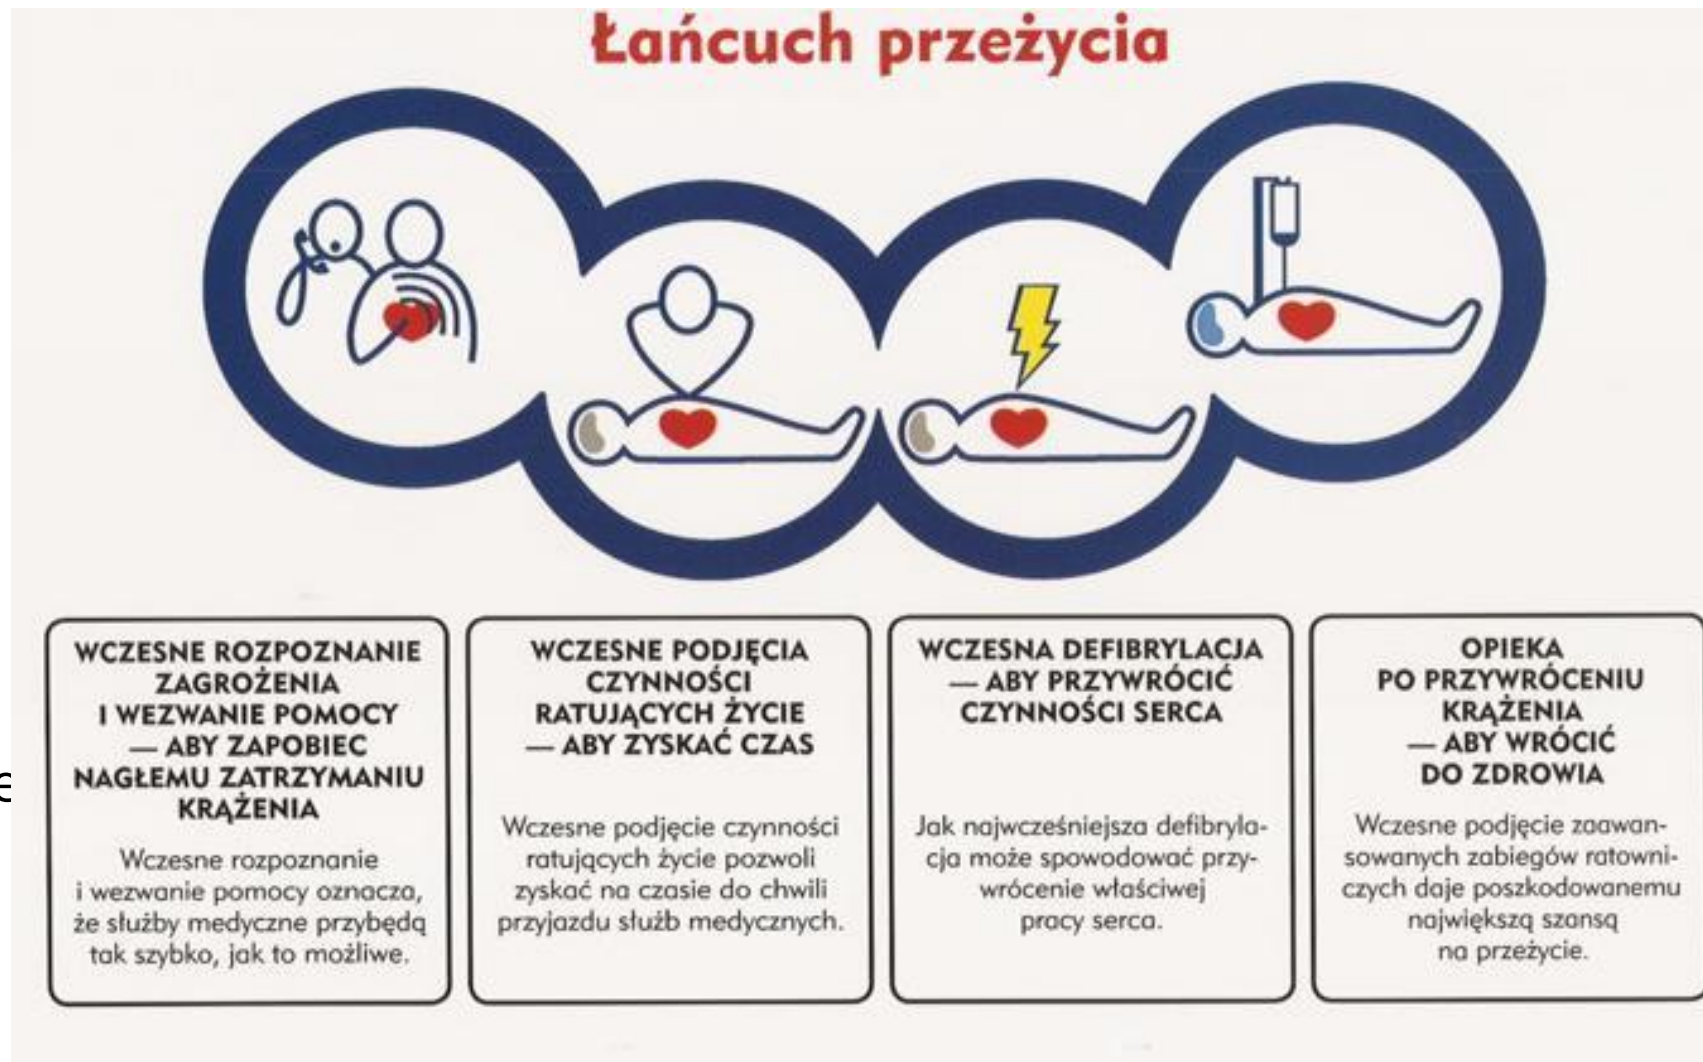 Łańcuch przeżycia
WCZESNE ROZPOZNANIE
ZAGROŻENIA
I WEZWANIE POMOCY
— ABY ZAPOBIEC
NAGŁEMU ZATRZYMANIU
KRĄŻENIA
Wczesne rozpoznanie
i wezwanie pomocy oznacza,
że służby medyczne przybędą
tak szybko, jak to możliwe.
WCZESNE PODJĘCIA
CZYNNOŚCI
RATUJĄCYCH ŻYCIE
— ABY ZYSKAĆ CZAS
Wczesne podjęcie czynności
ratujących życie pozwoli
zyskać na czasie do chwili
przyjazdu służb medycznych.
WCZESNA DEFIBRYLACJA
— ABY PRZYWRÓCIĆ
CZYNNOŚCI SERCA
Jak najwcześniejsza defibryla-
cja może spowodować przy-
wrócenie właściwej
pracy serca.
OPIEKA
PO PRZYWRÓCENIU
KRĄŻENIA
— ABY WRÓCIĆ
DO ZDROWIA
Wczesne podjęcie zaawan-
sowanych zabiegów ratowni-
czych daje poszkodowanemu
największą szansą
na przeżycie.